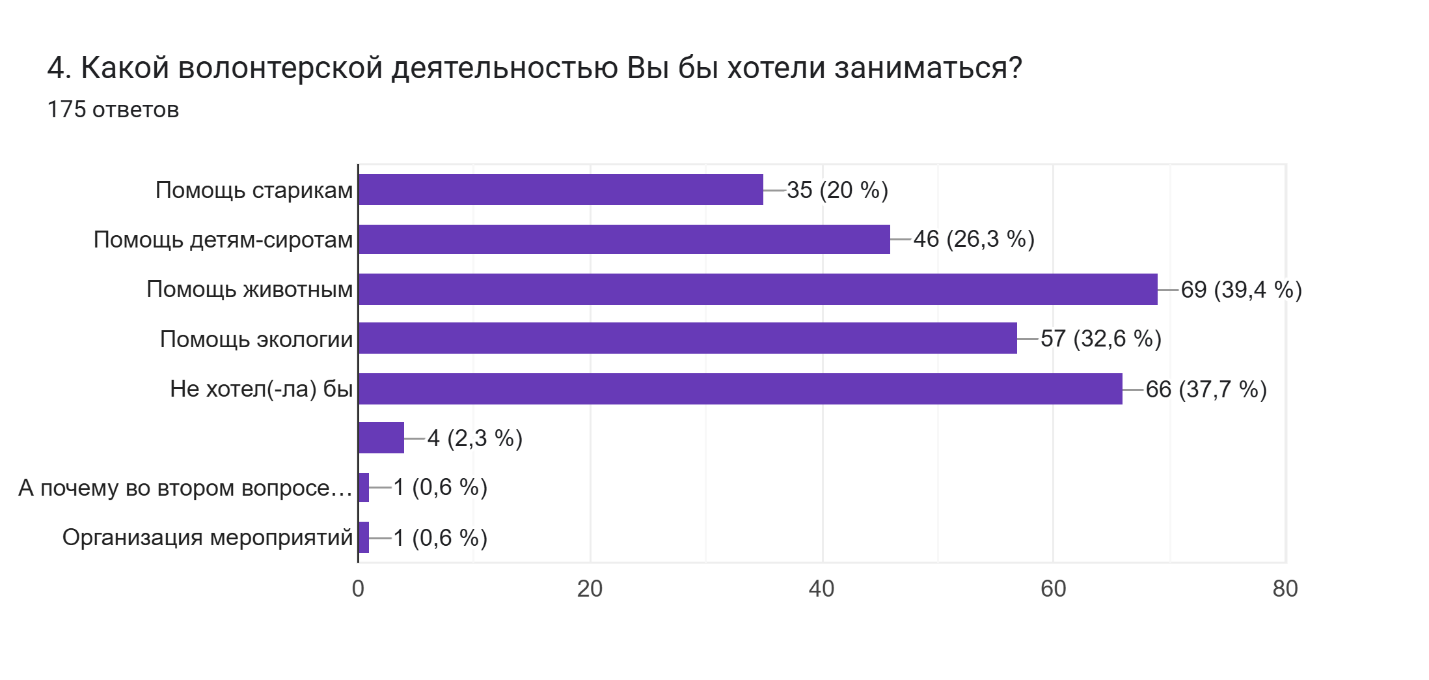 4. Какой волонтерской деятельностью Вы бы хотели заниматься?
175 ответов
Помощь старикам 35 (20 %)
Помощь детям-сиротам 46 (26,3 %)
Помощь животным 69 (39,4 %)
Помощь экологии 57 (32,6 %)
Не хотел(-ла) бы 66 (37,7 %)
4 (2,3 %)
А почему во втором вопросе… 1 (0,6 %)
Организация мероприятий 1 (0,6 %)
0 20 40 60 80